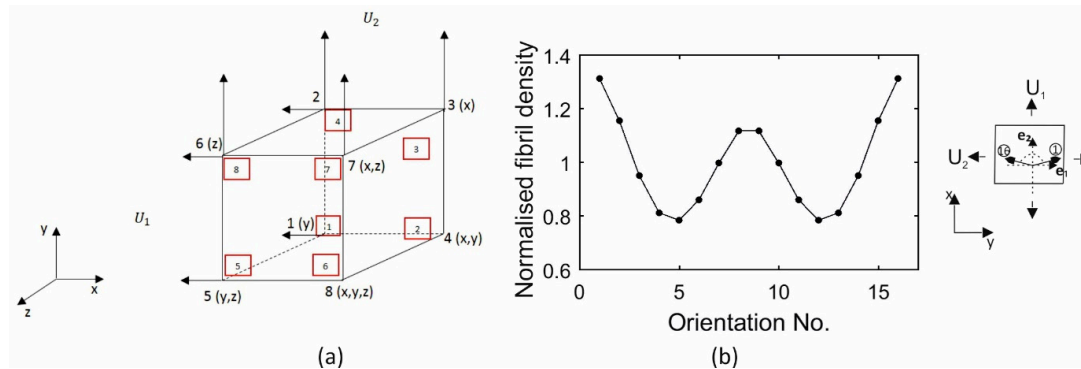 U₂
2
3 (x)
4
3
6 (z)
8
7
7 (x,z)
U₁
1 (y)
1
2
4 (x,y)
5
6
5 (y,z)
8 (x,y,z)
y
x
z
(a)
Normalised fibril density
1.4
1.2
1
0.8
0.6
0
5
10
15
Orientation No.
(b)
U₁
e₂
16
1
U₂
e₁
x
y